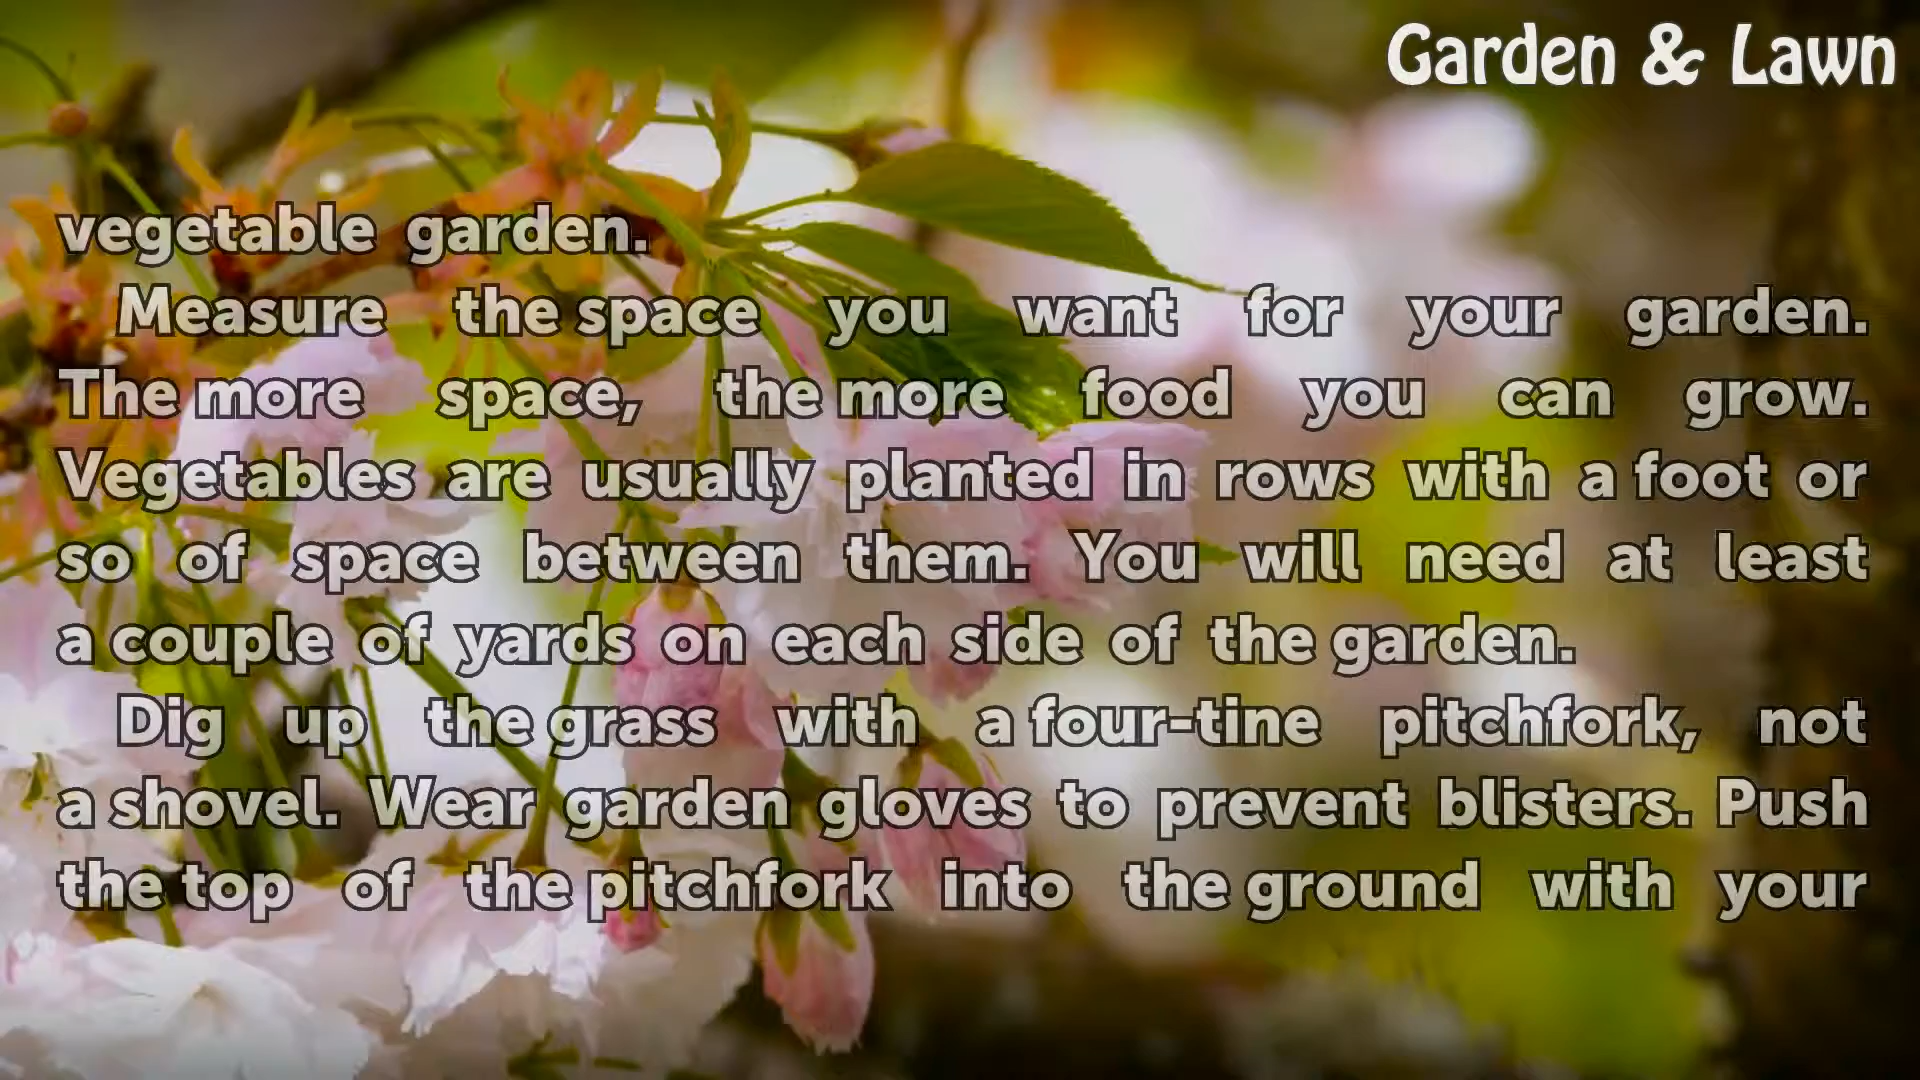 Garden & Lawn
vegetable garden.
Measure the space you want for your garden.
The more space, the more food you can grow.
Vegetables are usually planted in rows with a foot or
so of space between them. You will need at least
a couple of yards on each side of the garden.
Dig up the grass with a four-tine pitchfork, not
a shovel. Wear garden gloves to prevent blisters. Push
the top of the pitchfork into the ground with your